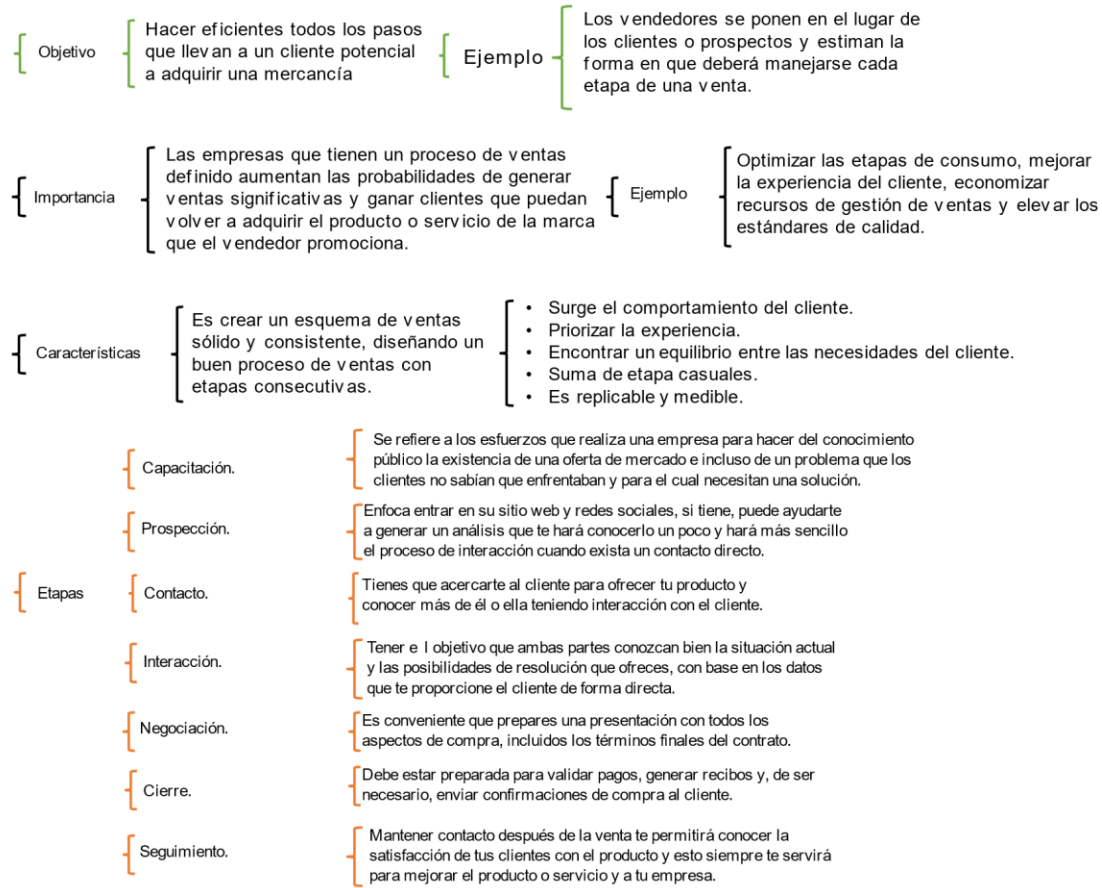 Objetivo
Hacer eficientes todos los pasos
que llevan a un cliente potencial
a adquirir una mercancía
Ejemplo
Los vendedores se ponen en el lugar de
los clientes o prospectos y estiman la
forma en que deberá manejarse cada
etapa de una venta.
Importancia
Las empresas que tienen un proceso de ventas
definido aumentan las probabilidades de generar
ventas significativas y ganar clientes que puedan
volver a adquirir el producto o servicio de la marca
que el vendedor promociona.
Ejemplo
Optimizar las etapas de consumo, mejorar
la experiencia del cliente, economizar
recursos de gestión de ventas y elevar los
estándares de calidad.
Característicias
Es crear un esquema de ventas
sólido y consistente, diseñando un
buen proceso de ventas con
etapas consecutivas.
• Surge el comportamiento del cliente.
• Priorizar la experiencia.
• Encontrar un equilibrio entre las necesidades del cliente.
• Suma de etapa casuales.
• Es replicable y medible.
Etapas
Capacitación.
Se refiere a los esfuerzos que realiza una empresa para hacer del conocimiento
público la existencia de una oferta de mercado e incluso de un problema que los
clientes no sabían que enfrentaban y para el cual necesitan una solución.
Prospección.
Enfoca entrar en su sitio web y redes sociales, si tiene, puede ayudarte
a generar un análisis que te hará conocerlo un poco y hará más sencillo
el proceso de interacción cuando exista un contacto directo.
Contacto.
Tienes que acercarte al cliente para ofrecer tu producto y
conocer más de él o ella teniendo interacción con el cliente.
Interacción.
Tener e l objetivo que ambas partes conozcan bien la situación actual
y las posibilidades de resolución que ofreces, con base en los datos
que te proporcione el cliente de forma directa.
Negociación.
Es conveniente que prepares una presentación con todos los
aspectos de compra, incluidos los términos finales del contrato.
Cierre.
Debe estar preparada para validar pagos, generar recibos y, de ser
necesario, enviar confirmaciones de compra al cliente.
Seguimiento.
Mantener contacto después de la venta te permitirá conocer la
satisfacción de tus clientes con el producto y esto siempre te servirá
para mejorar el producto o servicio y a tu empresa.